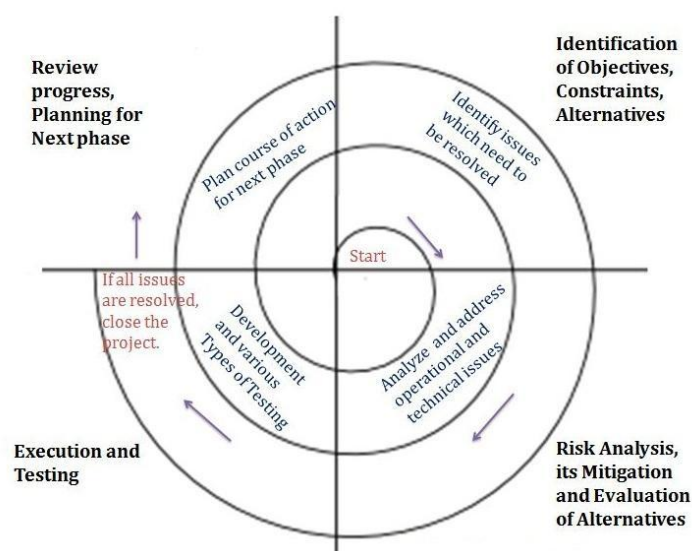 Review
progress,
Planning for
Next phase
Identification
of Objectives,
Constraints,
Alternatives
Plan course of action
for next phase
Identify issues
which need to
be resolved
Start
If all issues
are resolved,
close the
project.
Development
and various
Types of Testing
Analyze and address
operational and
technical issues
Execution and
Testing
Risk Analysis,
its Mitigation
and Evaluation
of Alternatives